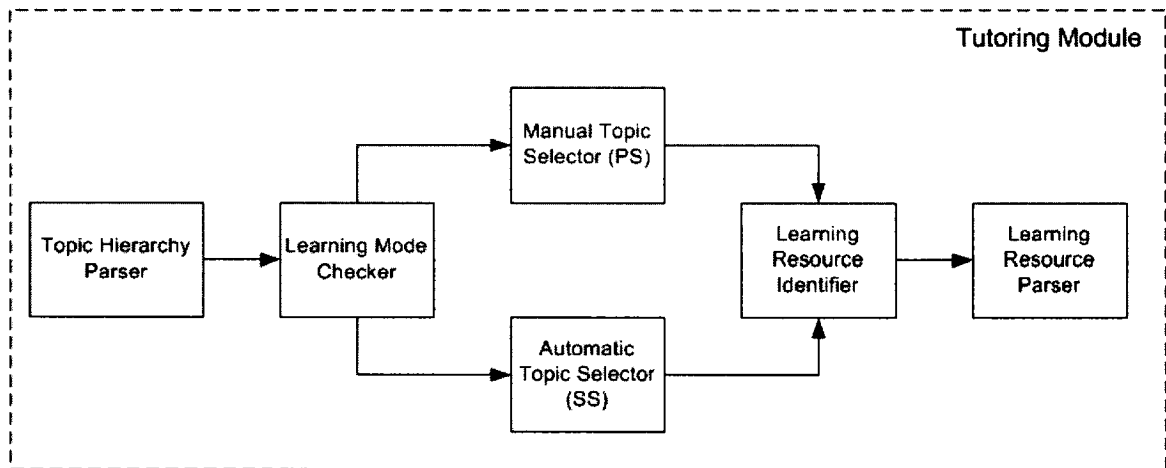 Tutoring Module
Manual Topic
Selector (PS)
Topic Hierarchy
Parser
Learning Mode
Checker
Learning
Resource
Identifier
Learning
Resource
Parser
Automatic
Topic Selector
(SS)